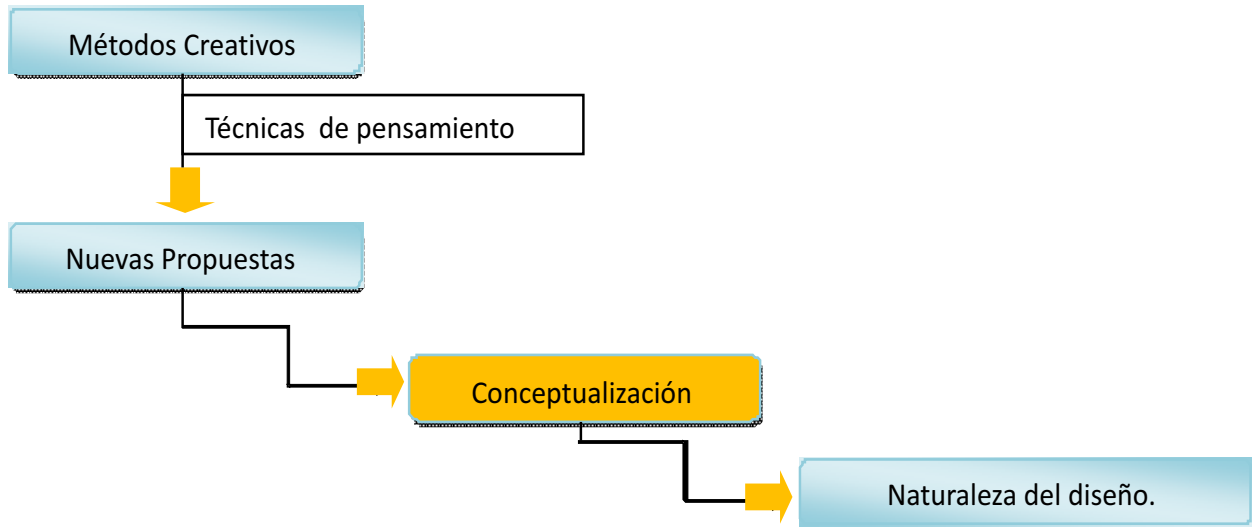 Métodos Creativos
Técnicas de pensamiento
Nuevas Propuestas
Conceptualización
Naturaleza del diseño.